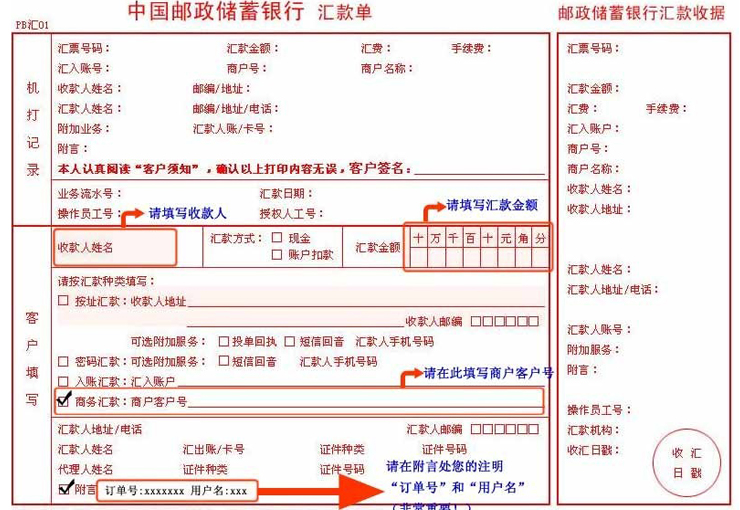 中国邮政储蓄银行 汇款单
PB汇01
机打记录
汇票号码： 汇款金额： 汇费： 手续费：
汇入账号： 商户号： 商户名称：
收款人姓名： 邮编/地址：
汇款人姓名： 邮编/地址/电话：
附加业务： 汇款人账/卡号：
附言：
本人认真阅读“客户须知”，确认以上打印内容无误，客户签名：
业务流水号： 汇款日期：
操作员工号： 授权人工号：
请填写收款人
请填写汇款金额
客户填写
收款人姓名 汇款方式： 现金 汇款金额 十 万 千 百 十 元 角 分
账户扣款
请按汇款种类填写：
按址汇款：收款人地址
收款人邮编
可选附加服务： 投单回执 短信回音 汇款人手机号码
密码汇款：可选附加服务： 短信回音 汇款人手机号码
入账汇款：汇入账户
请在此填写商户客户号
商务汇款：商户客户号
汇款人地址/电话 汇款人邮编
汇款人姓名 汇出账/卡号 证件种类 证件号码
代理人姓名 证件种类 证件号码
附言 订单号:xxxxxxx 用户名:xxx
请在附言处您的注明
“订单号”和“用户名”
（非常重要！）
邮政储蓄银行汇款收据
汇票号码：
汇款金额：
汇费： 手续费：
汇入账户：
商户号：
商户名称：
收款人姓名：
收款人地址：
汇款人姓名：
汇款人地址/电话：
汇款人账号：
附加服务：
附言：
操作员工号：
汇款机构：
收汇日戳：
收 汇
日 戳